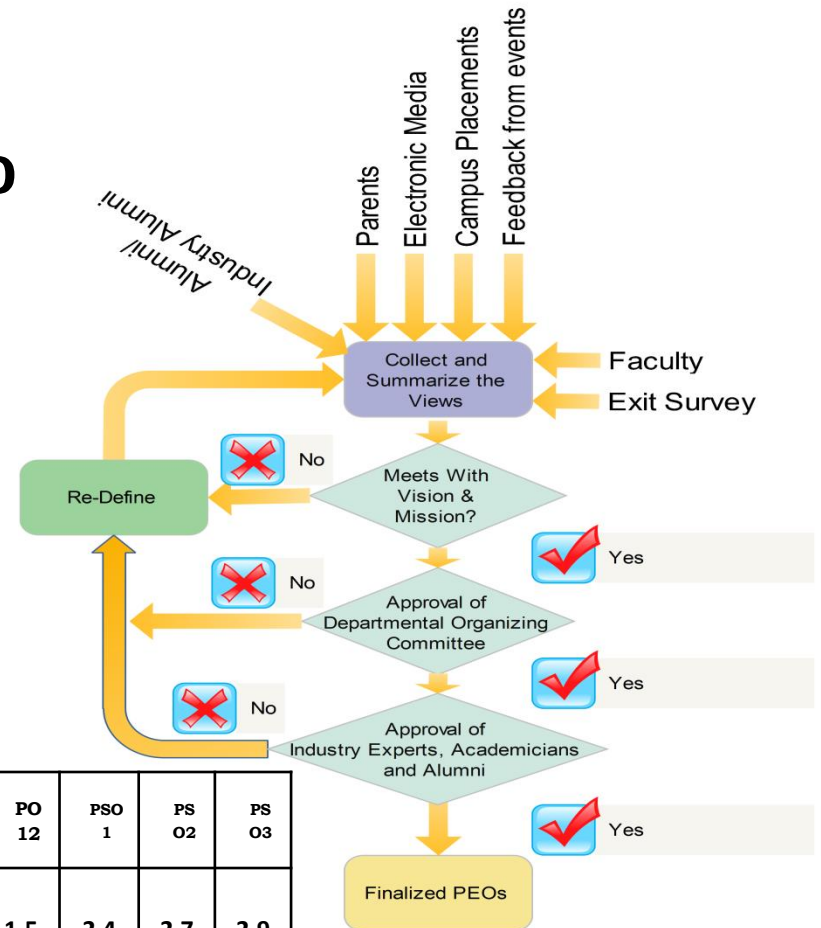 Parents
Electronic Media
Campus Placements
Feedback from events
Alumni/
Industry Alumni
Collect and
Summarize the
Views
Faculty
Exit Survey
No
Meets With
Vision &
Mission?
Re-Define
Yes
No
Approval of
Departmental Organizing
Committee
Yes
No
Approval of
Industry Experts, Academicians
and Alumni
Yes
Finalized PEOs
PO
12
PSO
1
PS
O2
PS
O3